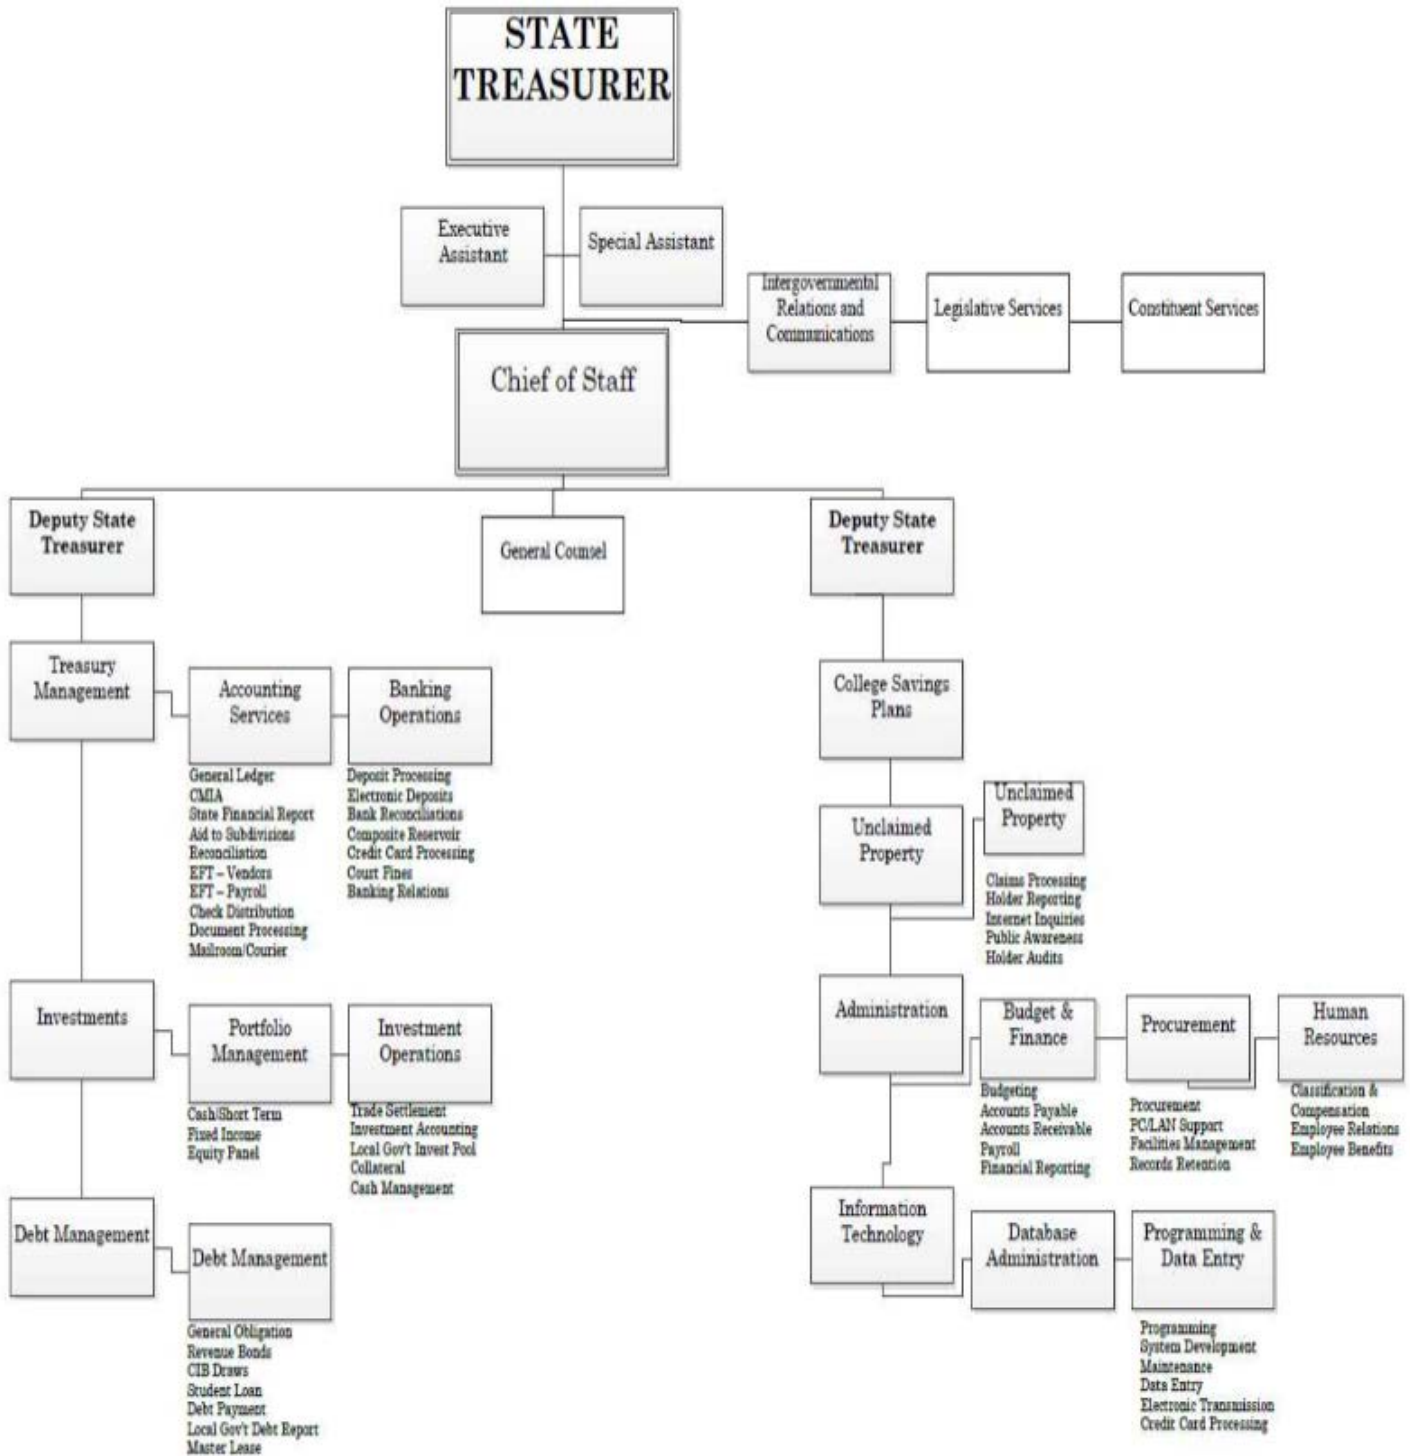 STATE
TREASURER
Executive
Assistant
Special Assistant
Intergovernmental
Relations and
Communications
Legislative Services
Constituent Services
Chief of Staff
Deputy State
Treasurer
General Counsel
Deputy State
Treasurer
Treasury
Management
Accounting
Services
General Ledger
CMIA
State Financial Report
Aid to Subdivisions
Reconciliation
EFT – Vendors
EFT – Payroll
Check Distribution
Document Processing
Mailroom/Courier
Banking
Operations
Deposit Processing
Electronic Deposits
Bank Reconciliations
Composite Reservoir
Credit Card Processing
Court Fines
Banking Relations
Investments
Portfolio
Management
Cash/Short Term
Fixed Income
Equity Panel
Investment
Operations
Trade Settlement
Investment Accounting
Local Gov't Invest Pool
Collateral
Cash Management
Debt Management
Debt Management
General Obligation
Revenue Bonds
CIB Draws
Student Loan
Debt Payment
Local Gov't Debt Report
Master Lease
College Savings
Plans
Unclaimed
Property
Unclaimed
Property
Claims Processing
Holder Reporting
Internet Inquiries
Public Awareness
Holder Audits
Administration
Budget &
Finance
Budgeting
Accounts Payable
Accounts Receivable
Payroll
Financial Reporting
Procurement
Procurement
PC/LAN Support
Facilities Management
Records Retention
Human
Resources
Classification &
Compensation
Employee Relations
Employee Benefits
Information
Technology
Database
Administration
Programming &
Data Entry
Programming
System Development
Maintenance
Data Entry
Electronic Transmission
Credit Card Processing